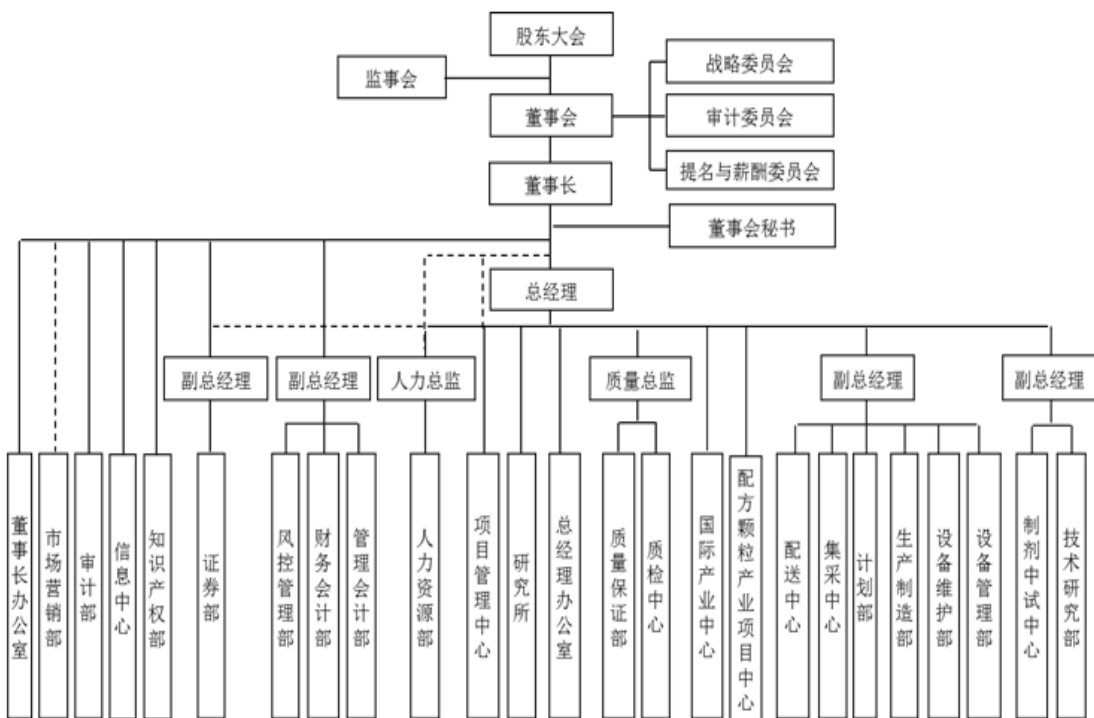 股东大会
监事会
战略委员会
董事会
审计委员会
董事长
提名与薪酬委员会
董事会秘书
总经理
副总经理
副总经理
人力总监
质量总监
副总经理
副总经理
董事长办公室
市场营销部
审计部
信息中心
知识产权部
证券部
风控管理部
财务会计部
管理会计部
人力资源部
项目管理中心
研究所
总经理办公室
质量保证部
质检中心
国际产业中心
配方颗粒产业项目中心
配送中心
集采中心
计划部
生产制造部
设备维护部
设备管理部
制剂中试中心
技术研究部